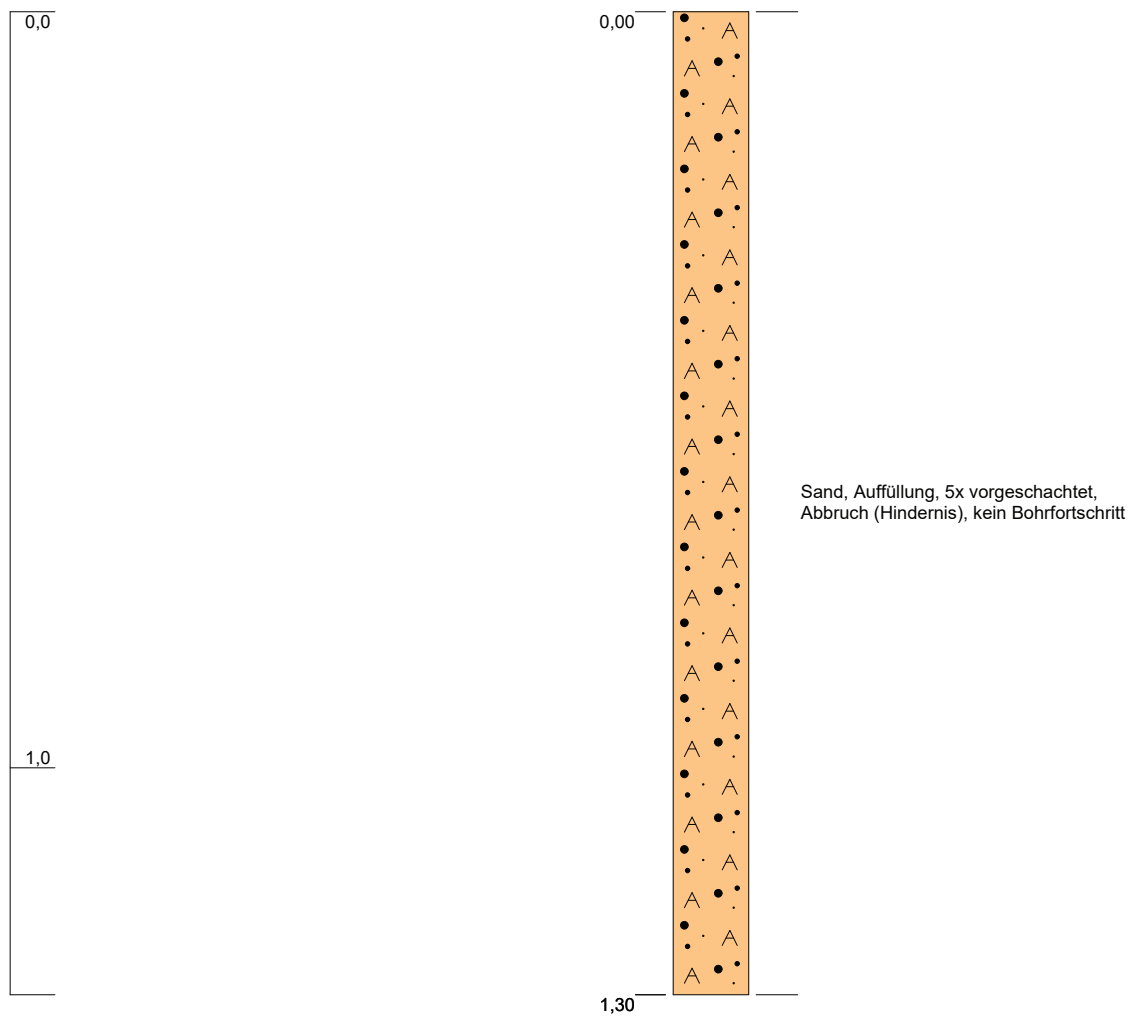 0,0
0,00
Sand, Auffüllung, 5x vorgeschachtet,
Abbruch (Hindernis), kein Bohrfortschritt
1,0
1,30